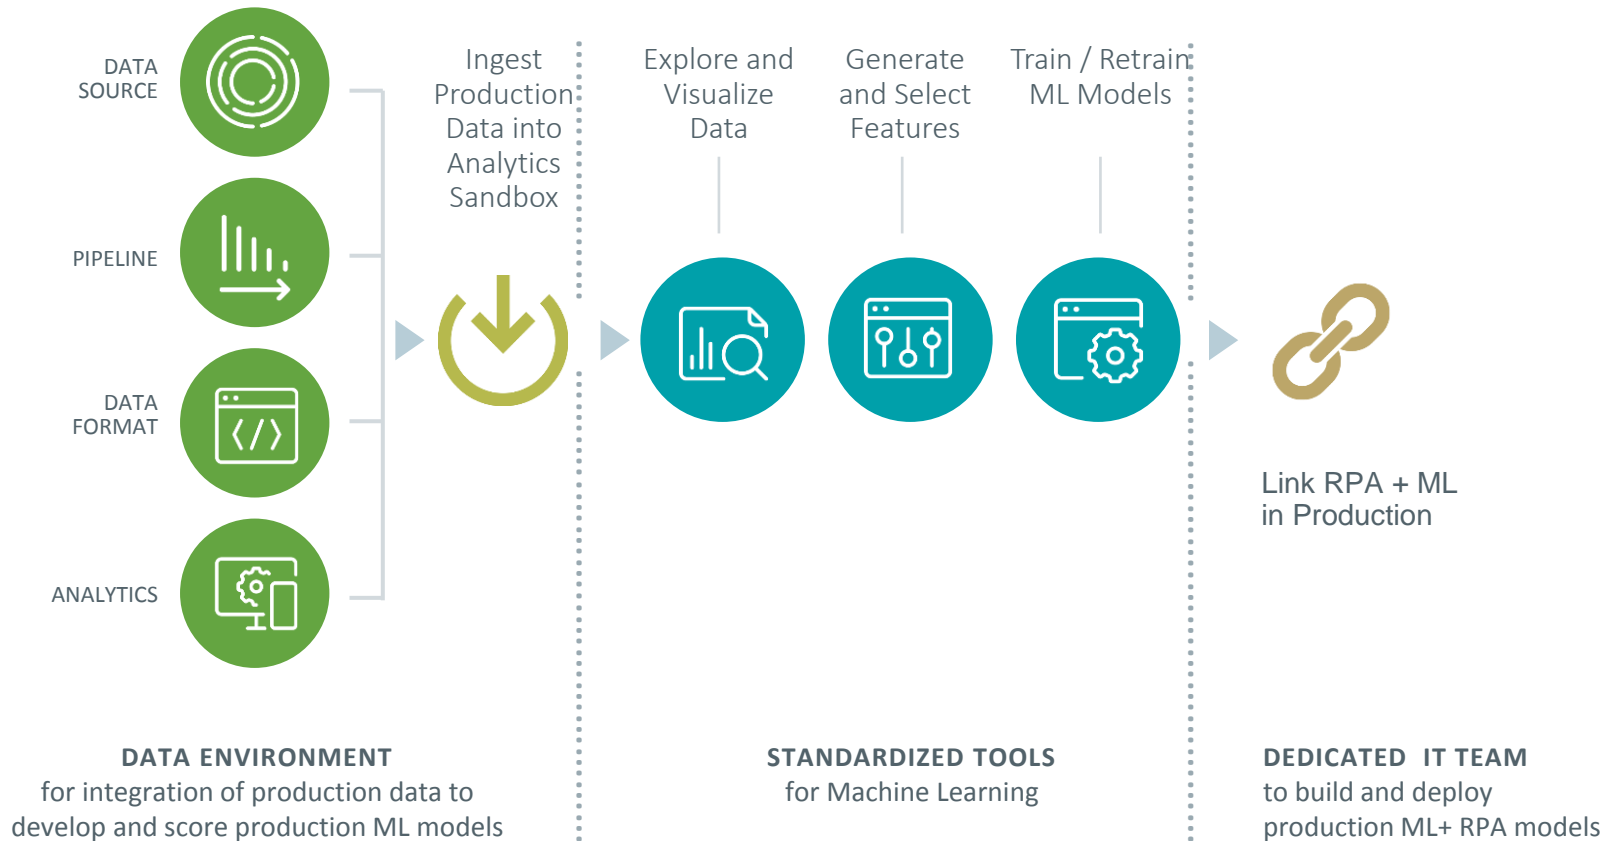 DATA
SOURCE
PIPELINE
DATA
FORMAT
ANALYTICS
Ingest
Production
Data into
Analytics
Sandbox
Explore and
Visualize
Data
Generate
and Select
Features
Train / Retrain
ML Models
Link RPA + ML
in Production
DATA ENVIRONMENT
for integration of production data to
develop and score production ML models
STANDARDIZED TOOLS
for Machine Learning
DEDICATED IT TEAM
to build and deploy
production ML+ RPA models